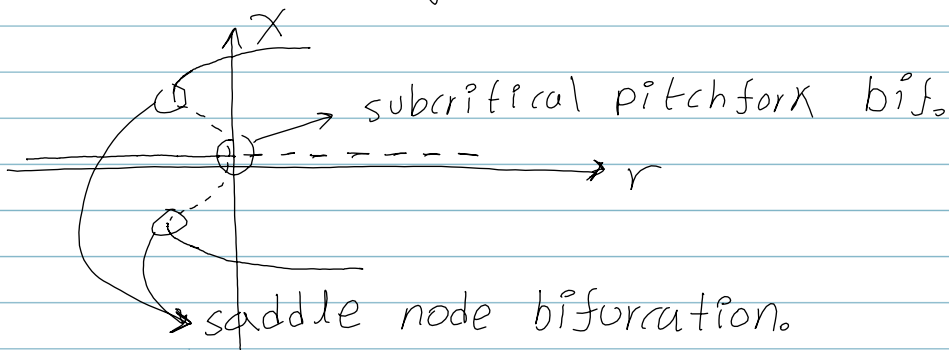 x
subcritical pitchfork bif.
r
saddle node bifurcation.